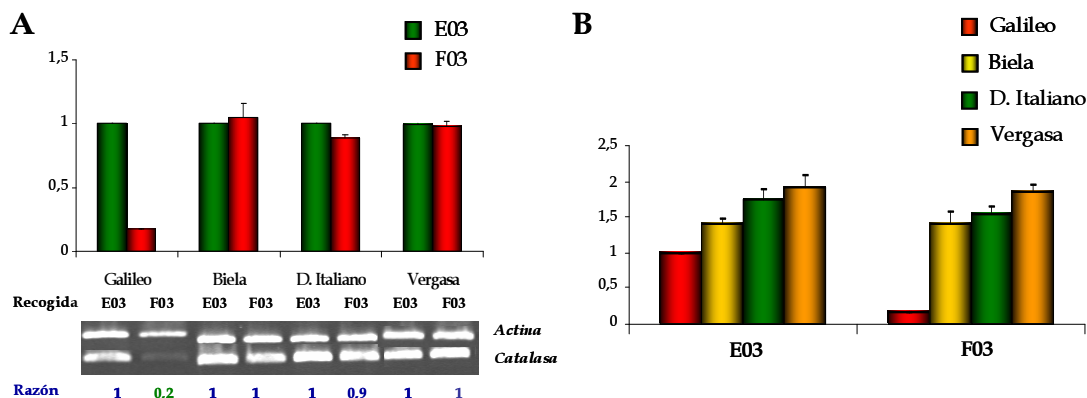 A
E03
F03
1,5
1
0,5
0
Galileo Biela D. Italiano Vergasa
Recogida E03 F03 E03 F03 E03 F03 E03 F03
Actina
Catalasa
Razón 1 0,2 1 1 1 0,9 1 1
B
Galileo
Biela
D. Italiano
Vergasa
2,5
2
1,5
1
0,5
0
E03 F03